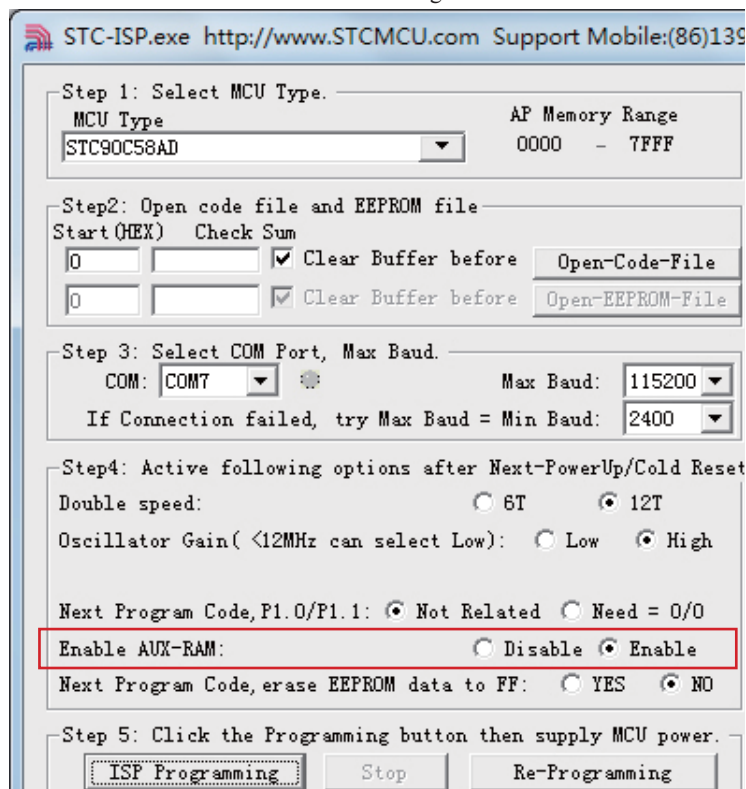 STC-ISP.exe http://www.STCMCU.com Support Mobile:(86)139
Step 1: Select MCU Type.
MCU Type AP Memory Range
STC90C58AD 0000 - 7FFF
Step2: Open code file and EEPROM file
Start(HEX) Check Sum
0 Clear Buffer before Open-Code-File
0 Clear Buffer before Open-EEPROM-File
Step 3: Select COM Port, Max Baud.
COM: COM7 Max Baud: 115200
If Connection failed, try Max Baud = Min Baud: 2400
Step4: Active following options after Next-PowerUp/Cold Reset
Double speed: 6T 12T
Oscillator Gain( <12MHz can select Low): Low High
Next Program Code,P1.0/P1.1: Not Related Need = 0/0
Enable AUX-RAM: Disable Enable
Next Program Code,erase EEPROM data to FF: YES NO
Step 5: Click the Programming button then supply MCU power.
ISP Programming Stop Re-Programming